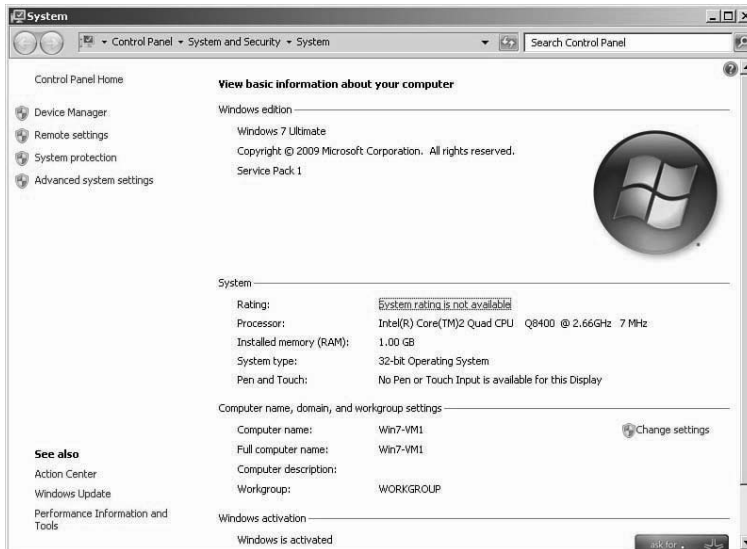 System
Control Panel System and Security System
Search Control Panel
Control Panel Home
Device Manager
Remote settings
System protection
Advanced system settings
See also
Action Center
Windows Update
Performance Information and
Tools
View basic information about your computer
Windows edition
Windows 7 Ultimate
Copyright © 2009 Microsoft Corporation. All rights reserved.
Service Pack 1
System
Rating: System rating is not available
Processor: Intel(R) Core(TM)2 Quad CPU Q8400 @ 2.66GHz 7 MHz
Installed memory (RAM): 1.00 GB
System type: 32-bit Operating System
Pen and Touch: No Pen or Touch Input is available for this Display
Computer name, domain, and workgroup settings
Computer name: Win7-VM1
Change settings
Full computer name: Win7-VM1
Computer description:
Workgroup: WORKGROUP
Windows activation
Windows is activated
ask for